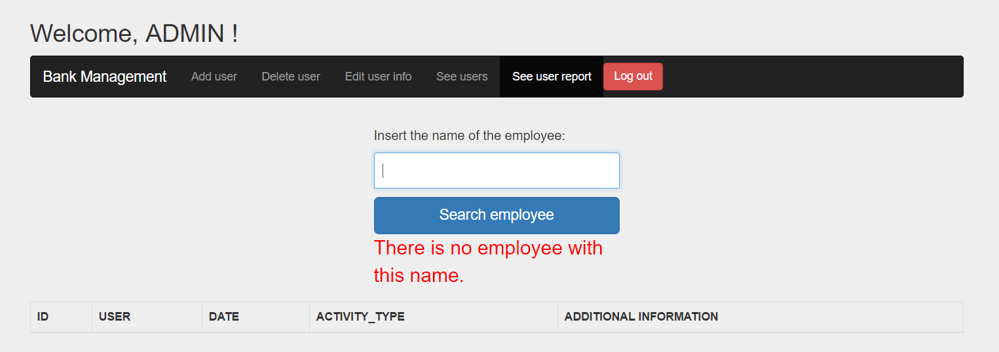 Welcome, ADMIN !
Bank Management Add user Delete user Edit user info See users See user report Log out
Insert the name of the employee:
Search employee
There is no employee with
this name.
ID USER DATE ACTIVITY_TYPE ADDITIONAL INFORMATION